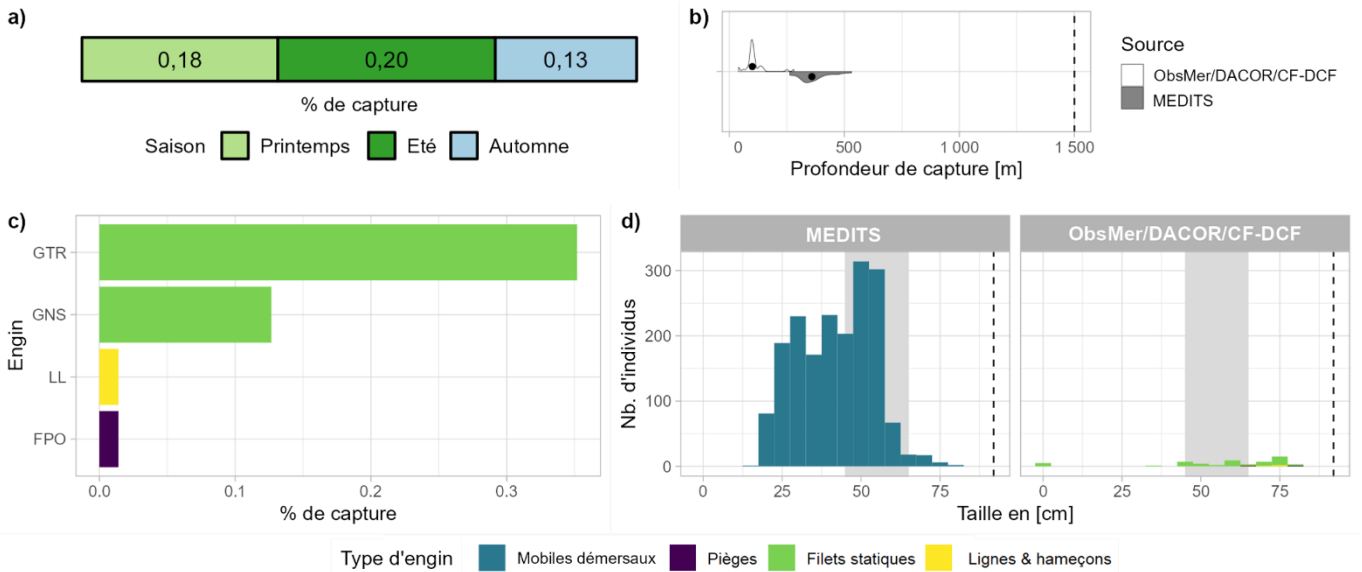 a)
0,18 0,20 0,13
% de capture
Saison Printemps Eté Automne
b)
0 500 1 000 1 500
Profondeur de capture [m]
Source
ObsMer/DACOR/CF-DCF
MEDITS
c)
Engin
GTR
GNS
LL
FPO
0.0 0.1 0.2 0.3
% de capture
d)
MEDITS ObsMer/DACOR/CF-DCF
Nb. d'individus
300
200
100
0
0 25 50 75 0 25 50 75
Taille en [cm]
Type d'engin Mobiles démersaux Pièges Filets statiques Lignes & hameçons